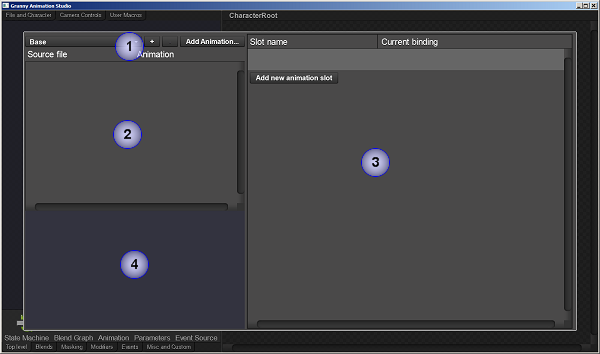 Granny Animation Studio
File and Character Camera Controls User Macros CharacterRoot
Base + Add Animation... Slot name Current binding
1
Source file Animation
Add new animation slot
2
3
4
State Machine Blend Graph Animation Parameters Event Source
Top level Blends Masking Modifiers Events Misc and Custom